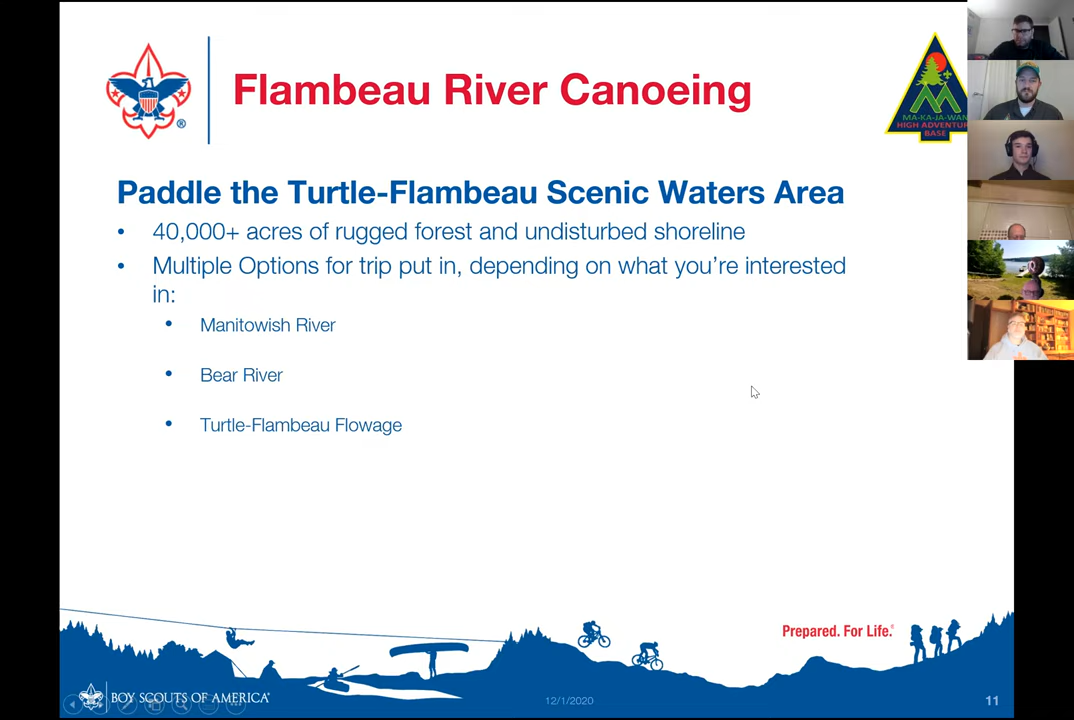 Flambeau River Canoeing
MA-KA-JA-WAN
HIGH ADVENTURE
BASE
Paddle the Turtle-Flambeau Scenic Waters Area
• 40,000+ acres of rugged forest and undisturbed shoreline
• Multiple Options for trip put in, depending on what you’re interested
in:
• Manitowish River
• Bear River
• Turtle-Flambeau Flowage
Prepared. For Life.®
BOY SCOUTS OF AMERICA®
12/1/2020
11